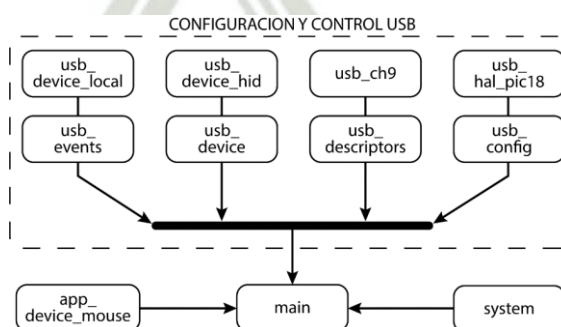 CONFIGURACION Y CONTROL USB
usb_
device_local
usb_
device_hid
usb_ch9
usb_
hal_pic18
usb_
events
usb_
device
usb_
descriptors
usb_
config
app_
device_mouse
main
system